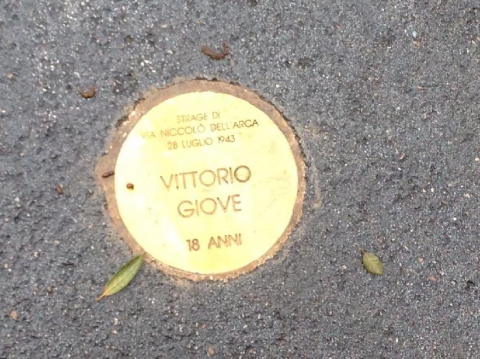 STRAGE DI
VIA NICCOLÒ DELL'ARCA
28 LUGLIO 1943
VITTORIO
GIOVE
18 ANNI